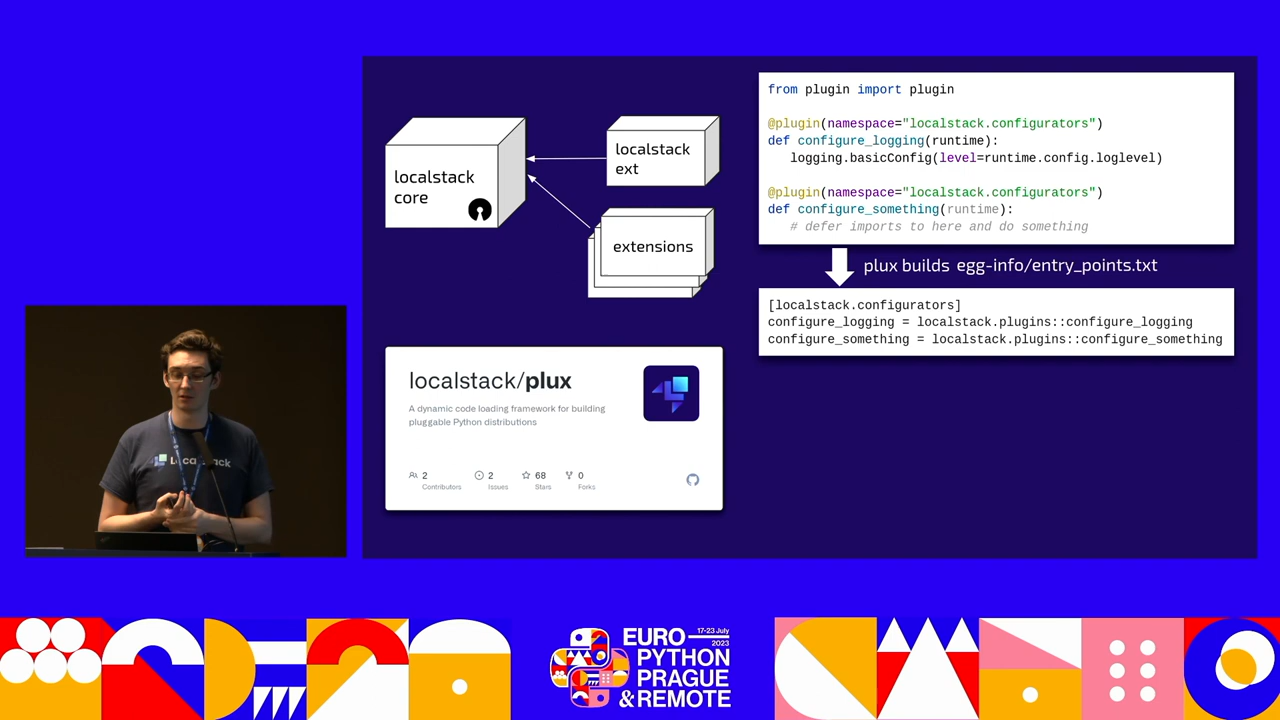 localstack
core
localstack
ext
extensions
from plugin import plugin
@plugin(namespace="localstack.configurators")
def configure_logging(runtime):
logging.basicConfig(level=runtime.config.loglevel)
@plugin(namespace="localstack.configurators")
def configure_something(runtime):
# defer imports to here and do something
plux builds egg-info/entry_points.txt
[localstack.configurators]
configure_logging = localstack.plugins::configure_logging
configure_something = localstack.plugins::configure_something
localstack/plux
A dynamic code loading framework for building
pluggable Python distributions
2
Contributors
2
Issues
68
Stars
0
Forks
17-23 July
2023
EURO
PYTHON
PRAGUE
&REMOTE